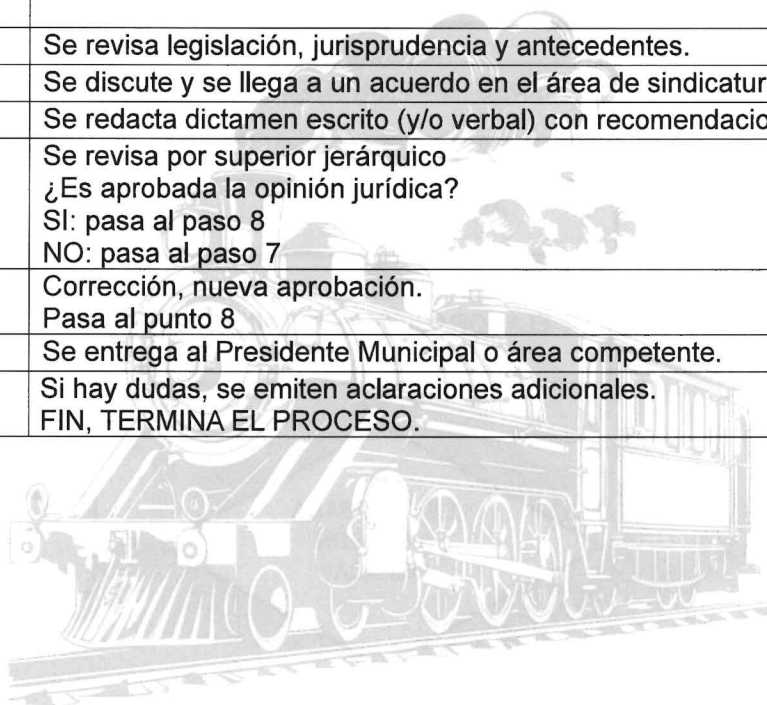 Se revisa legislación, jurisprudencia y antecedentes.
Se discute y se llega a un acuerdo en el área de sindicatur
Se redacta dictamen escrito (y/o verbal) con recomendacio
Se revisa por superior jerárquico
¿Es aprobada la opinión jurídica?
SI: pasa al paso 8
NO: pasa al paso 7
Corrección, nueva aprobación.
Pasa al punto 8
Se entrega al Presidente Municipal o área competente.
Si hay dudas, se emiten aclaraciones adicionales.
FIN, TERMINA EL PROCESO.